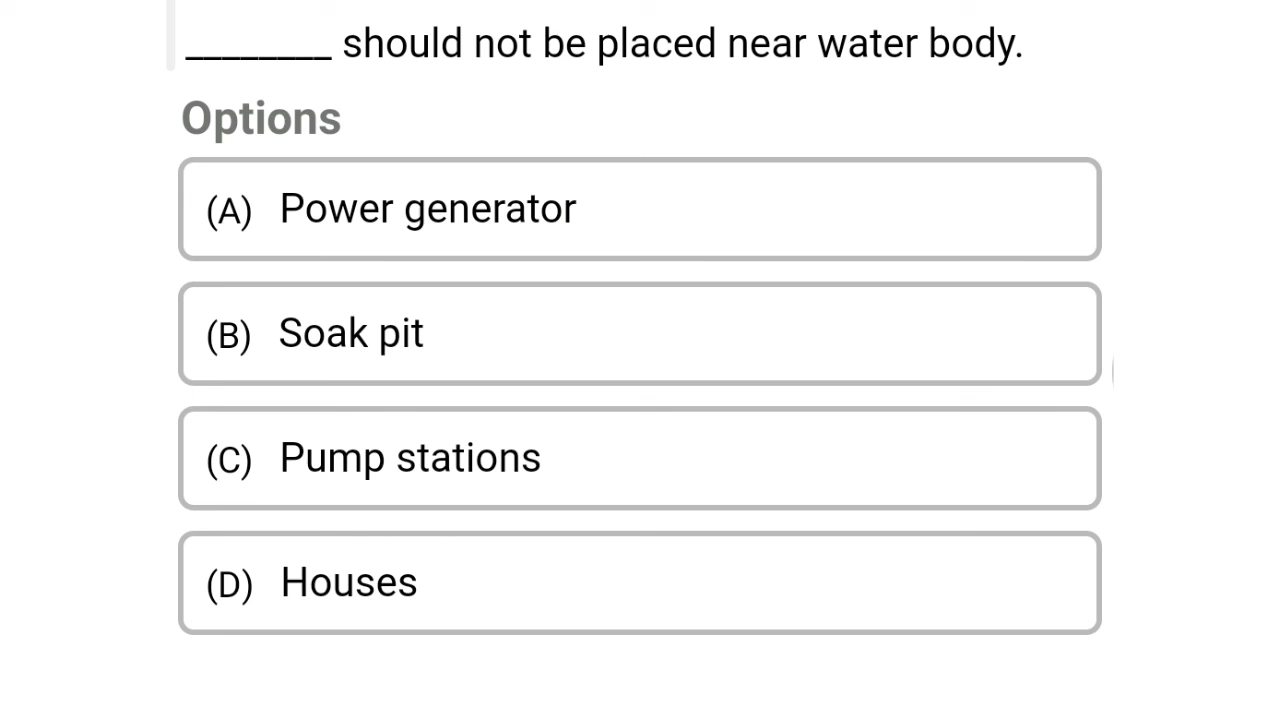 ________ should not be placed near water body.
Options
(A) Power generator
(B) Soak pit
(C) Pump stations
(D) Houses